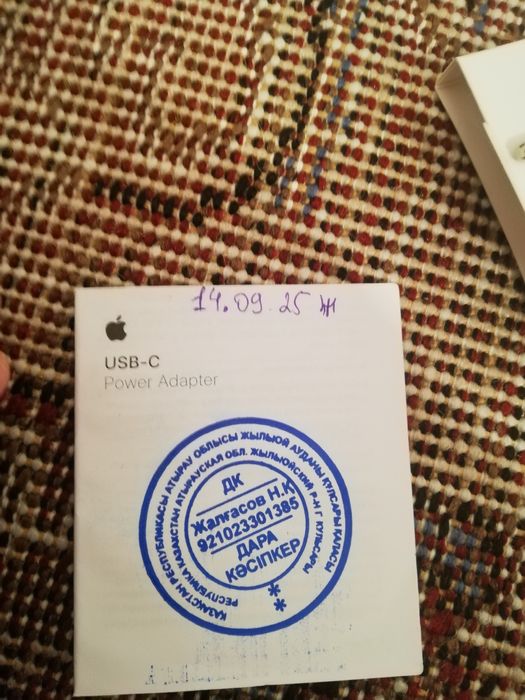 14.09.25 Ж
USB-C
Power Adapter
ҚАЗАҚСТАН РЕСПУБЛИКАСЫ АТЫРАУ ОБЛЫСЫ ЖЫЛЫОЙ АУДАНЫ ҚҰЛСАРЫ ҚАЛАСЫ
РЕСПУБЛИКА КАЗАХСТАН АТЫРАУСКАЯ ОБЛ. ЖЫЛЫОЙСКИЙ Р-Н Г. КУЛЬСАРЫ
ДК
Жалғасов Н.Қ
921023301385
ДАРА
КӘСІПКЕР